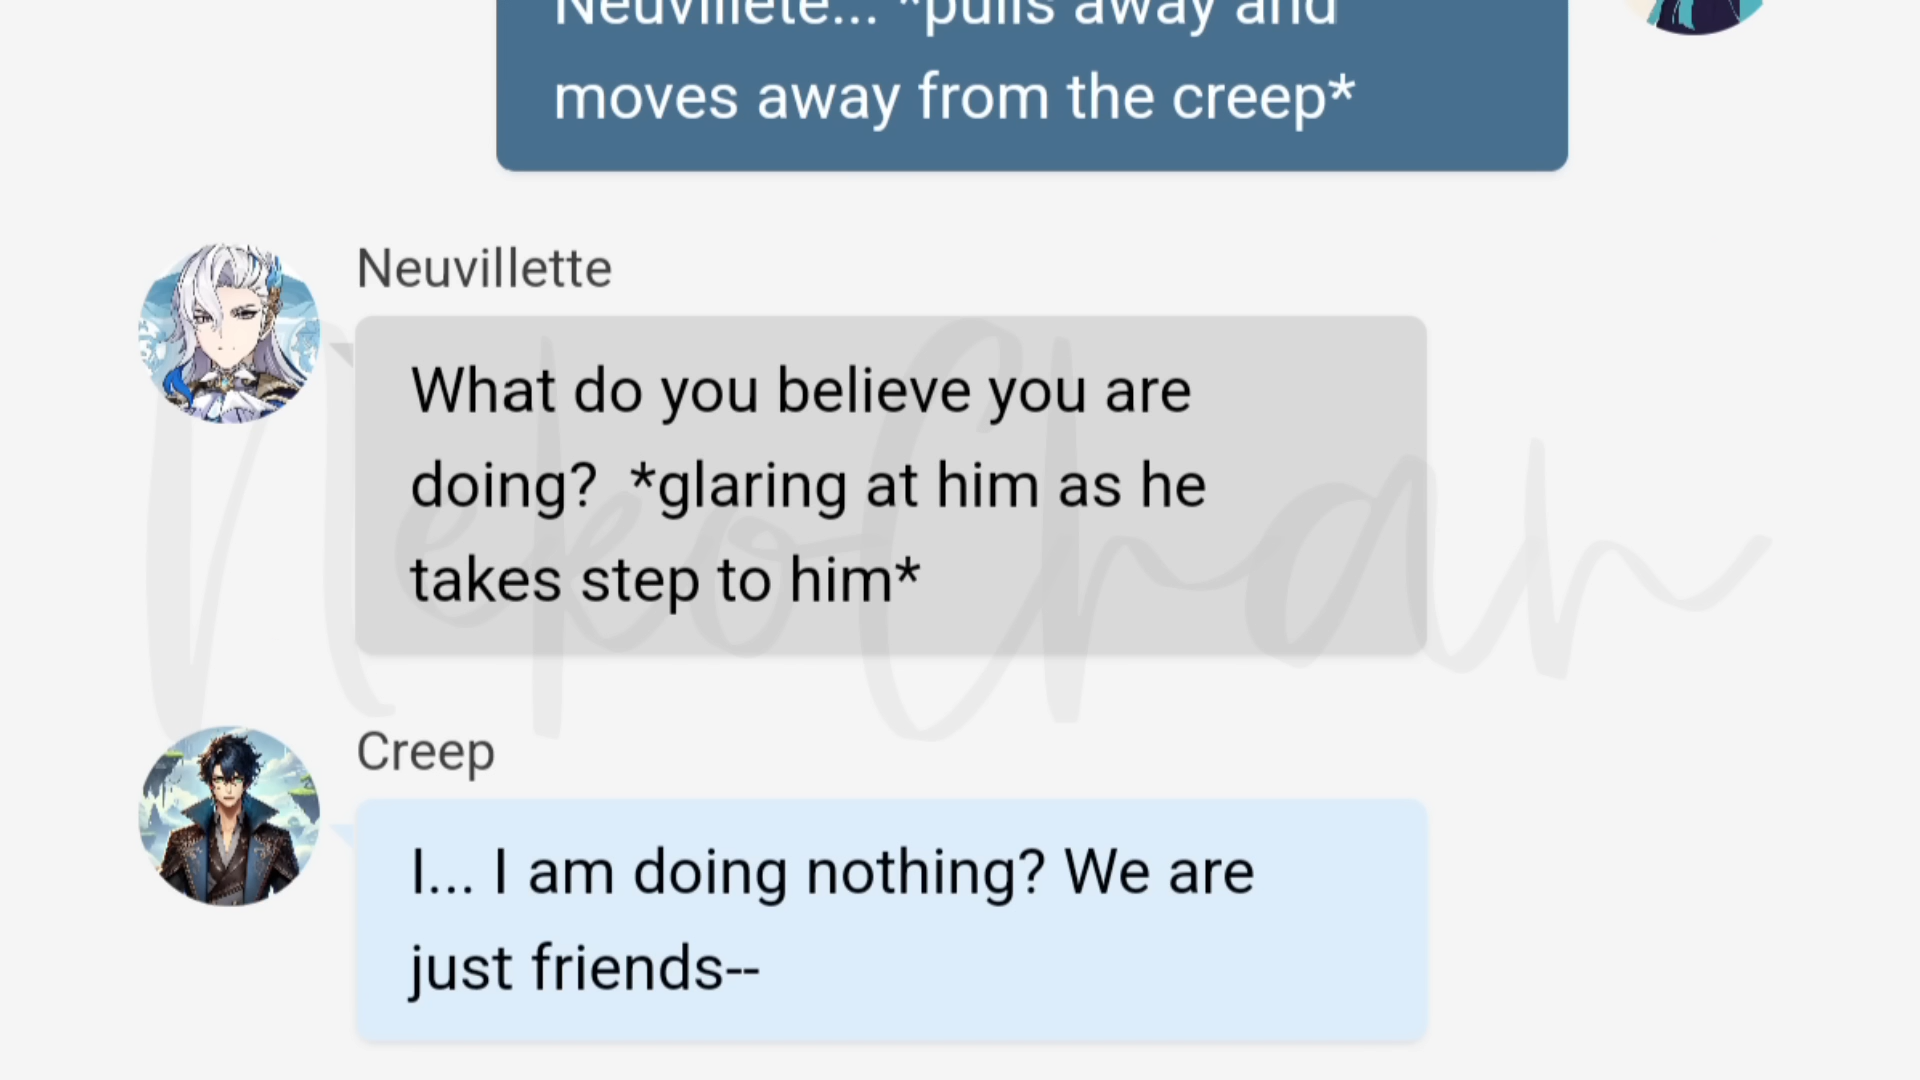 Neuvillete... *pulls away and
moves away from the creep*
Neuvillette
What do you believe you are
doing?  *glaring at him as he
takes step to him*
NekoChan
Creep
I... I am doing nothing? We are
just friends--